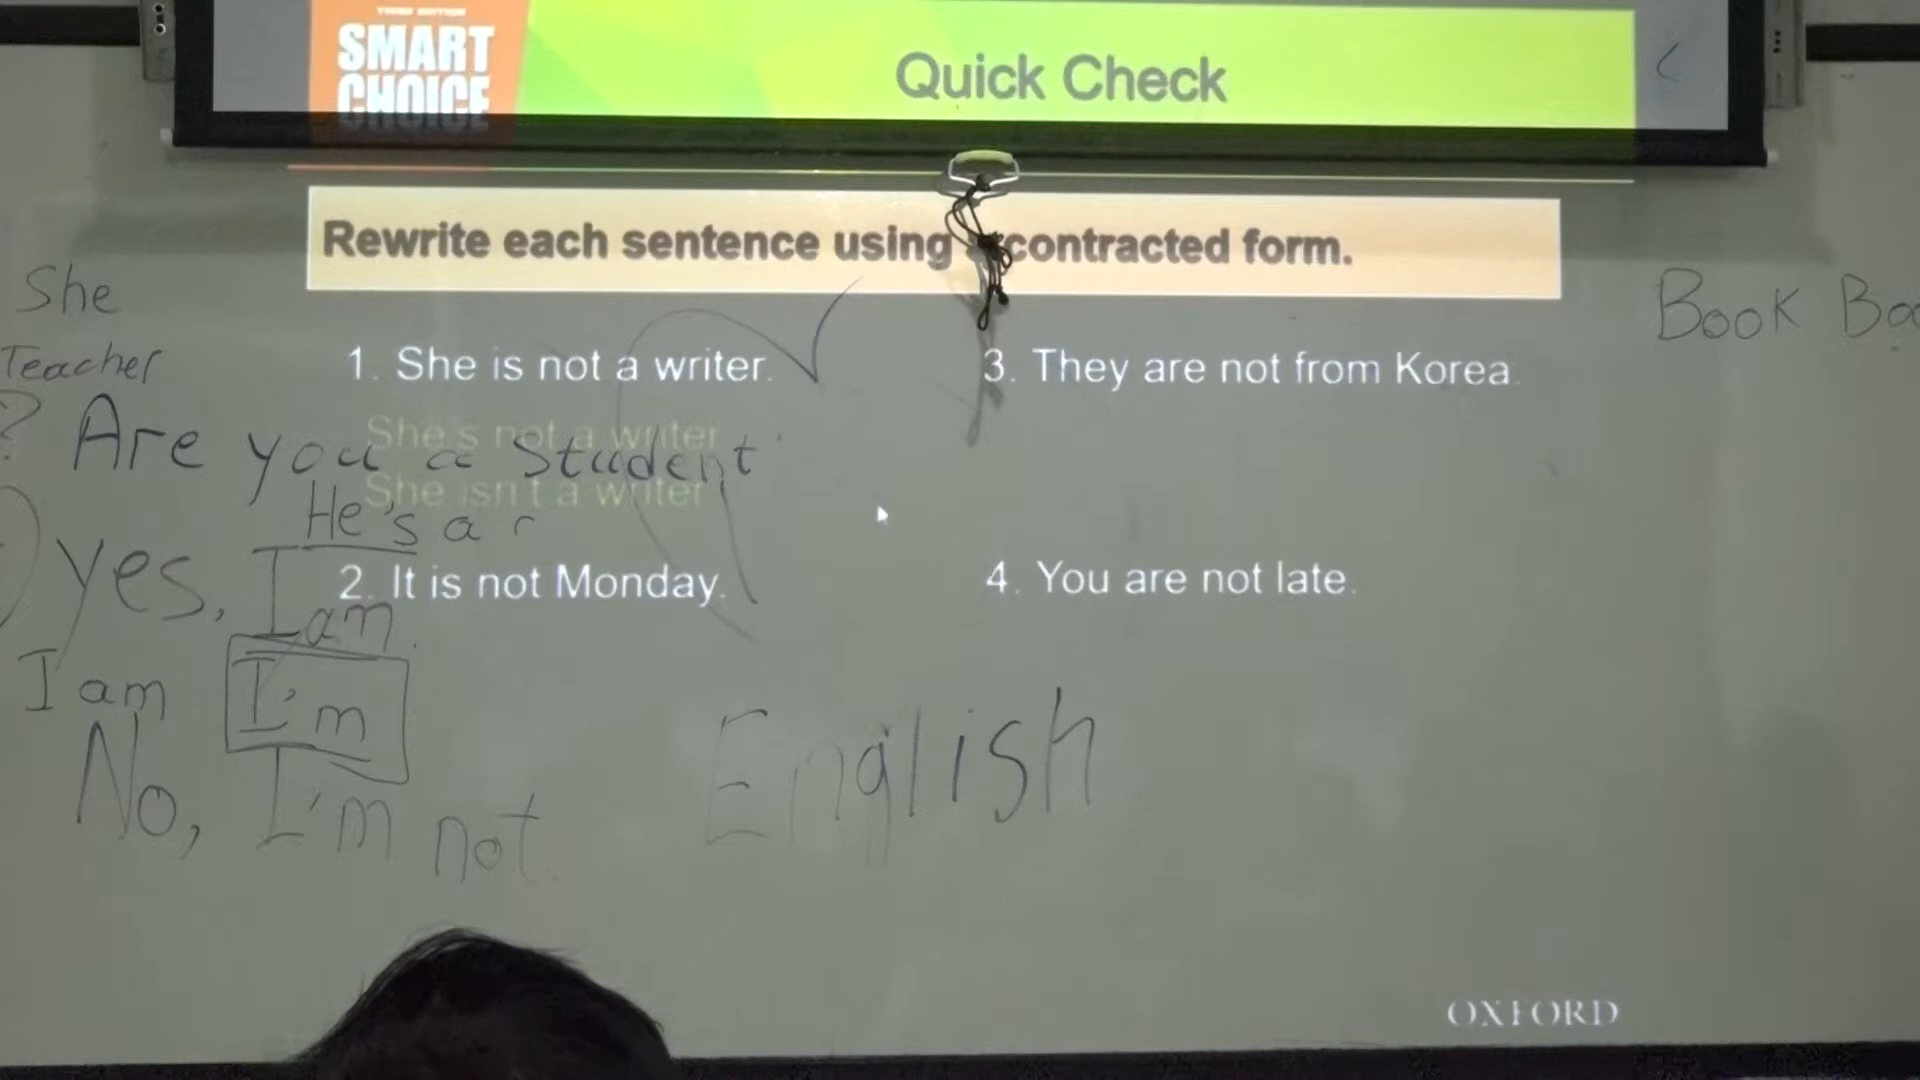 THIRD EDITION
SMART
CHOICE
Quick Check
Rewrite each sentence using contracted form.
She
Teacher
Book
1. She is not a writer.
She's not a writer
She isn't a writer
3. They are not from Korea.
? Are you a student
He's a
Yes, I am.
2. It is not Monday.
4. You are not late.
I am I'm
No, I'm not.
English
OXFORD